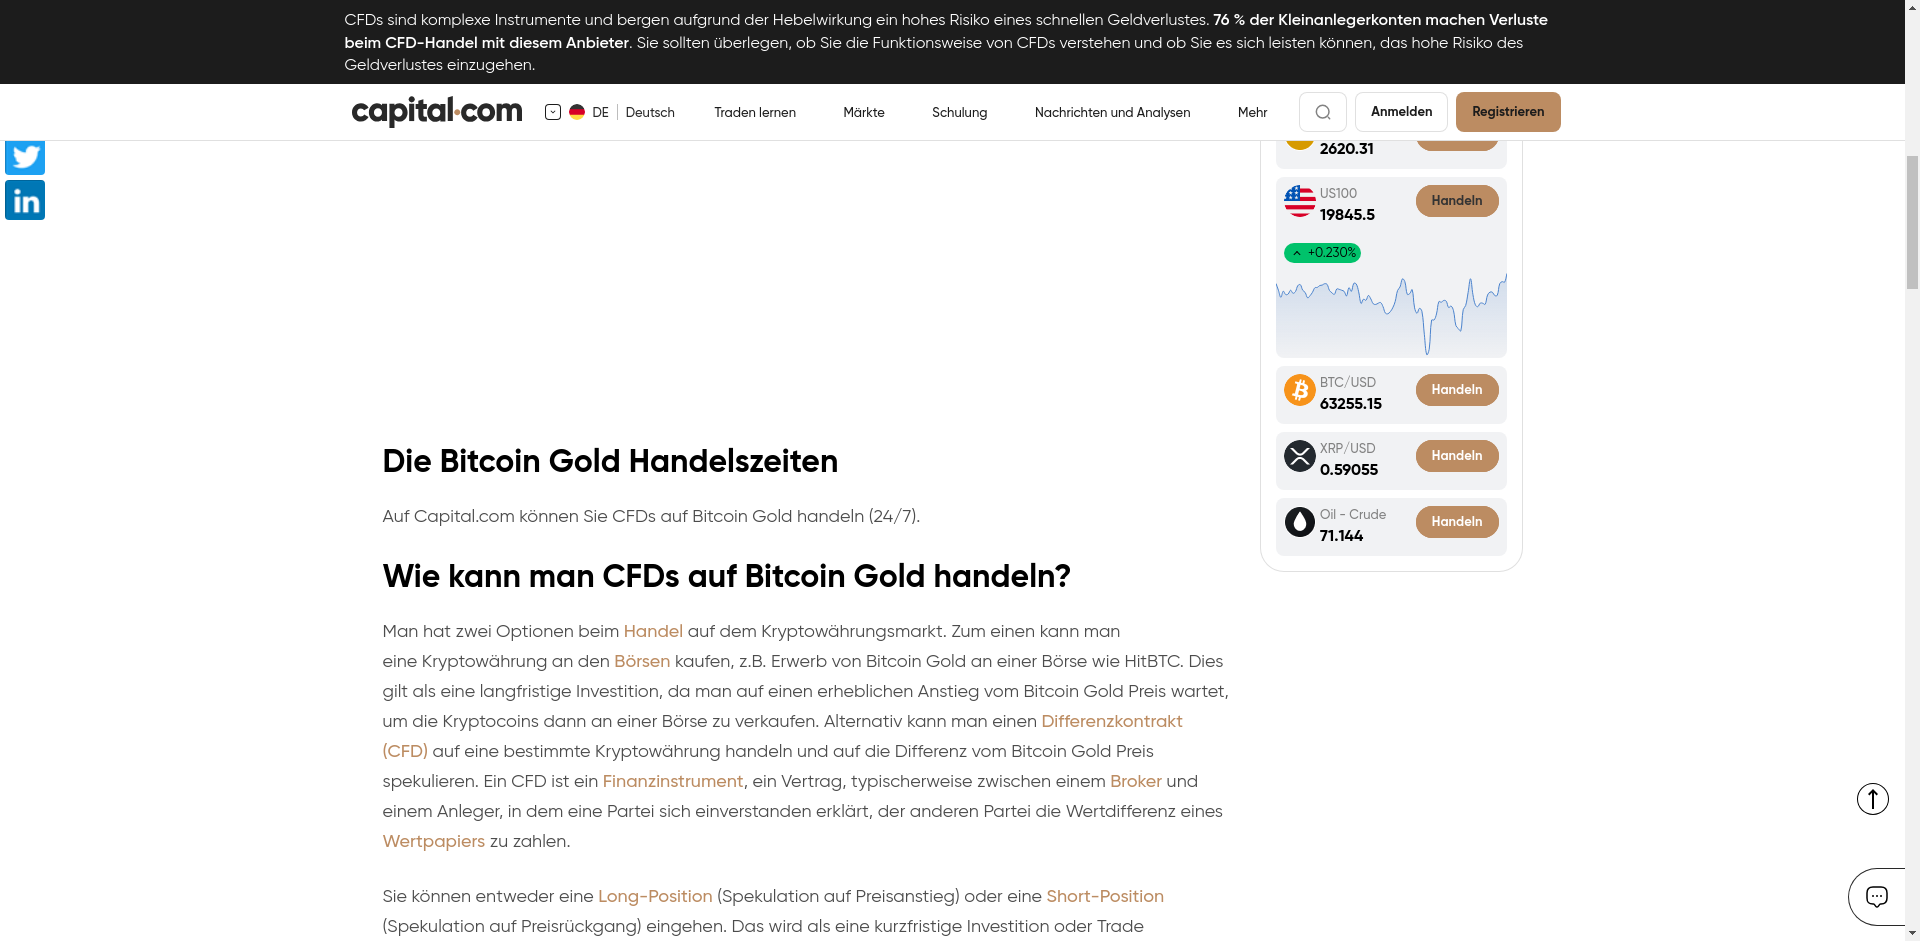 CFDs sind komplexe Instrumente und bergen aufgrund der Hebelwirkung ein hohes Risiko eines schnellen Geldverlustes. 76 % der Kleinanlegerkonten machen Verluste
beim CFD-Handel mit diesem Anbieter. Sie sollten überlegen, ob Sie die Funktionsweise von CFDs verstehen und ob Sie es sich leisten können, das hohe Risiko des
Geldverlustes einzugehen.
capital.com DE Deutsch Traden lernen Märkte Schulung Nachrichten und Analysen Mehr Anmelden Registrieren
in
2620.31
US100
19845.5
Handeln
+0.230%
BTC/USD
63255.15
Handeln
XRP/USD
0.59055
Handeln
Oil - Crude
71.144
Handeln
Die Bitcoin Gold Handelszeiten
Auf Capital.com können Sie CFDs auf Bitcoin Gold handeln (24/7).
Wie kann man CFDs auf Bitcoin Gold handeln?
Man hat zwei Optionen beim Handel auf dem Kryptowährungsmarkt. Zum einen kann man
eine Kryptowährung an den Börsen kaufen, z.B. Erwerb von Bitcoin Gold an einer Börse wie HitBTC. Dies
gilt als eine langfristige Investition, da man auf einen erheblichen Anstieg vom Bitcoin Gold Preis wartet,
um die Kryptocoins dann an einer Börse zu verkaufen. Alternativ kann man einen Differenzkontrakt
(CFD) auf eine bestimmte Kryptowährung handeln und auf die Differenz vom Bitcoin Gold Preis
spekulieren. Ein CFD ist ein Finanzinstrument, ein Vertrag, typischerweise zwischen einem Broker und
einem Anleger, in dem eine Partei sich einverstanden erklärt, der anderen Partei die Wertdifferenz eines
Wertpapiers zu zahlen.
Sie können entweder eine Long-Position (Spekulation auf Preisanstieg) oder eine Short-Position
(Spekulation auf Preisrückgang) eingehen. Das wird als eine kurzfristige Investition oder Trade